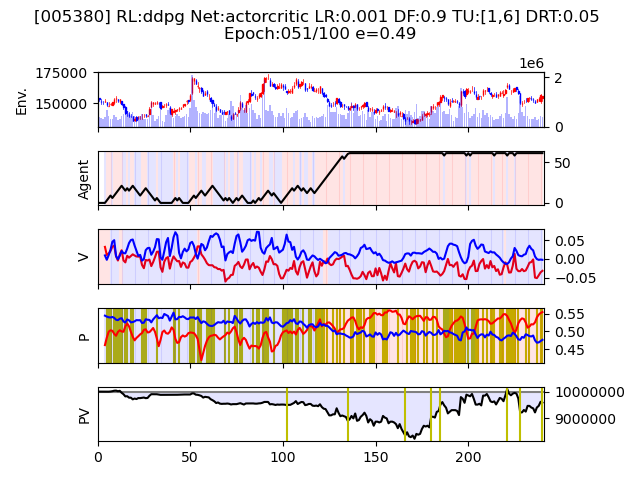 [005380] RL:ddpg Net:actorcritic LR:0.001 DF:0.9 TU:[1,6] DRT:0.05
Epoch:051/100 e=0.49
1e6
175000
150000
Env.
2
0
Agent
50
0
V
0.05
0.00
−0.05
P
0.55
0.50
0.45
PV
10000000
9000000
0 50 100 150 200